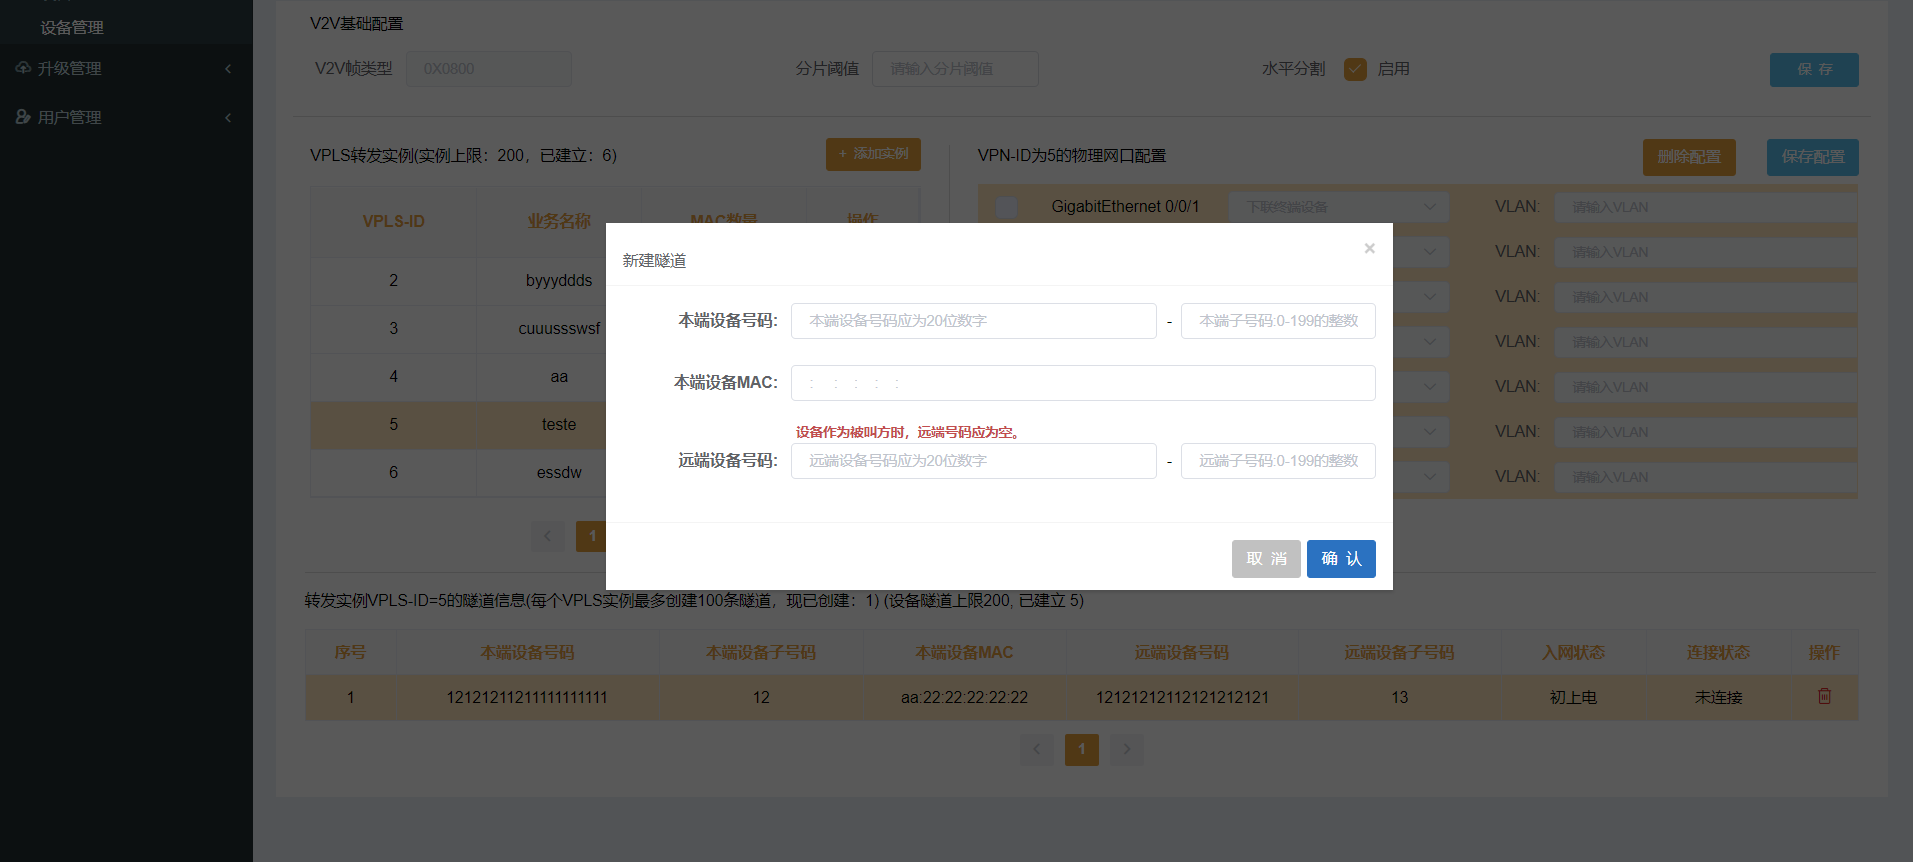 设备管理
升级管理
用户管理
V2V基础配置
V2V帧类型 0X0800 分片阈值 请输入分片阈值 水平分割 启用 保 存
VPLS转发实例(实例上限：200，已建立：6) + 添加实例
VPLS-ID 业务名称 MAC数量 操作
2 byyyddds
3 cuuussswsf
4 aa
5 teste
6 essdw
1
VPN-ID为5的物理网口配置 删除配置 保存配置
GigabitEthernet 0/0/1 下联终端设备 VLAN: 请输入VLAN
VLAN: 请输入VLAN
VLAN: 请输入VLAN
VLAN: 请输入VLAN
VLAN: 请输入VLAN
VLAN: 请输入VLAN
VLAN: 请输入VLAN
新建隧道 ×
本端设备号码: 本端设备号码应为20位数字 - 本端子号码:0-199的整数
本端设备MAC: : : : : :
设备作为被叫方时，远端号码应为空。
远端设备号码: 远端设备号码应为20位数字 - 远端子号码:0-199的整数
取 消 确 认
转发实例VPLS-ID=5的隧道信息(每个VPLS实例最多创建100条隧道，现已创建：1) (设备隧道上限200, 已建立 5)
序号 本端设备号码 本端设备子号码 本端设备MAC 远端设备号码 远端设备子号码 入网状态 连接状态 操作
1 12121211211111111111 12 aa:22:22:22:22:22 12121212112121212121 13 初上电 未连接
1